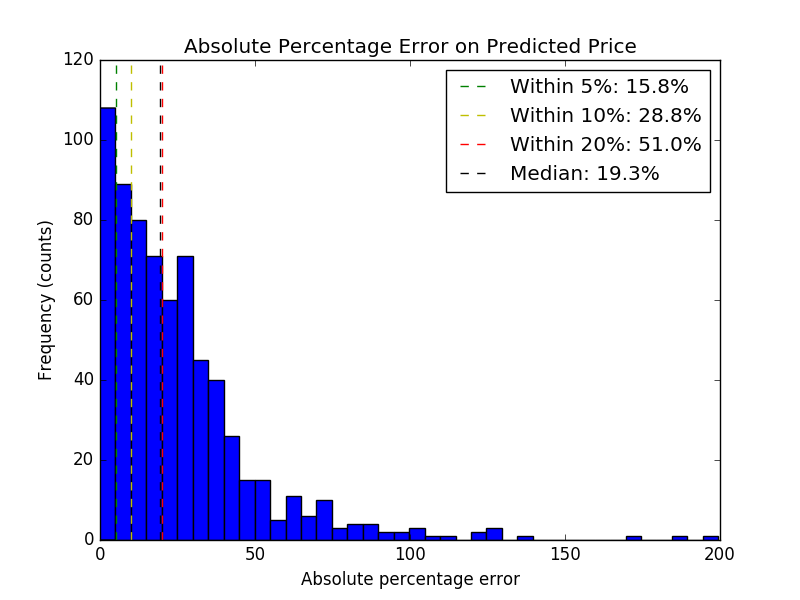 Absolute Percentage Error on Predicted Price
Within 5%: 15.8%
Within 10%: 28.8%
Within 20%: 51.0%
Median: 19.3%
Frequency (counts)
120
100
80
60
40
20
0
0 50 100 150 200
Absolute percentage error